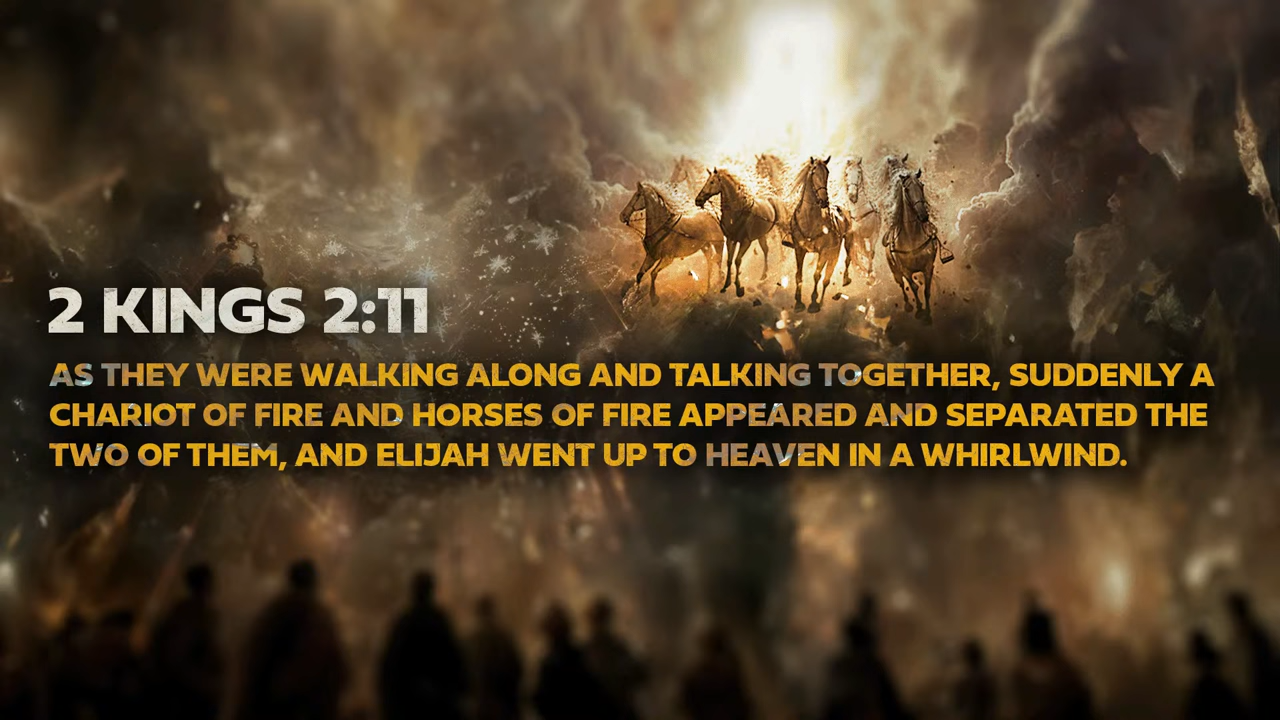 2 KINGS 2:11
AS THEY WERE WALKING ALONG AND TALKING TOGETHER, SUDDENLY A
CHARIOT OF FIRE AND HORSES OF FIRE APPEARED AND SEPARATED THE
TWO OF THEM, AND ELIJAH WENT UP TO HEAVEN IN A WHIRLWIND.